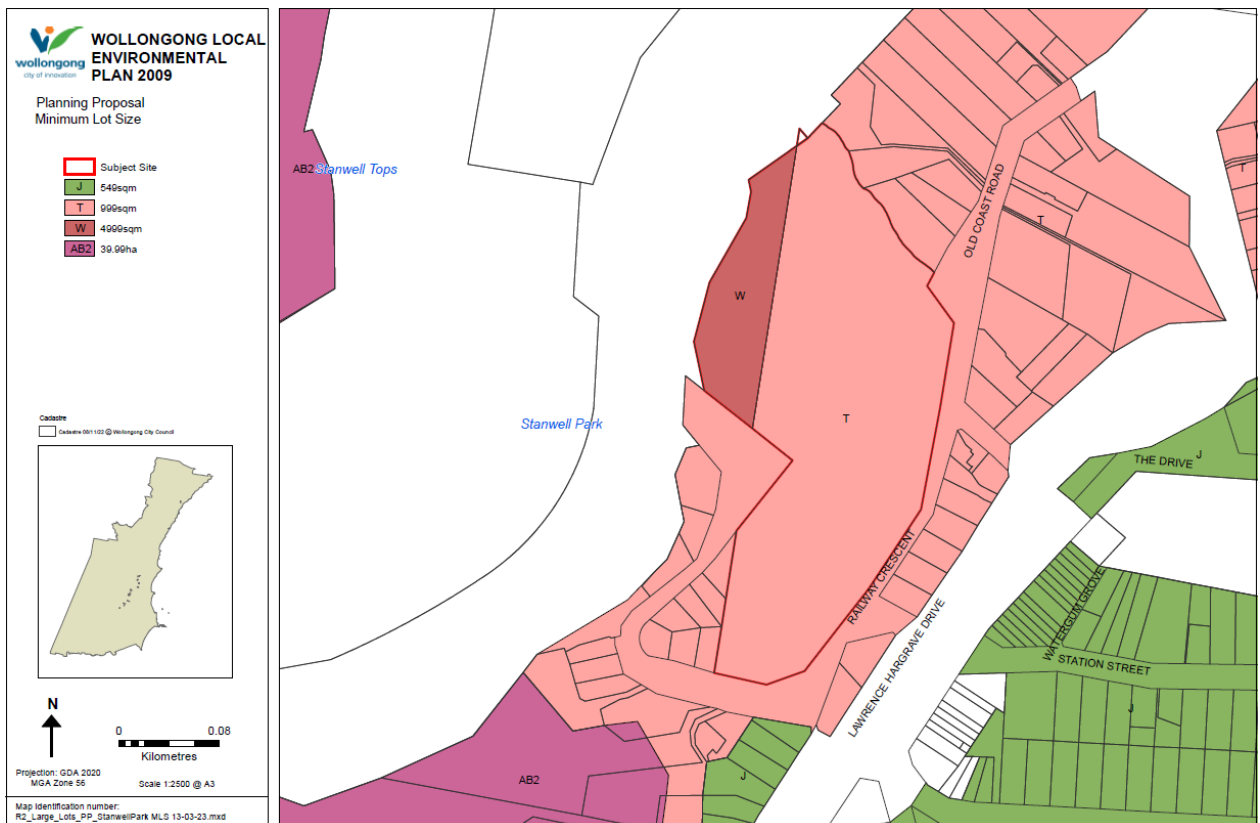 wollongong
city of innovation
WOLLONGONG LOCAL
ENVIRONMENTAL
PLAN 2009
Planning Proposal
Minimum Lot Size
Subject Site
J 549sqm
T 999sqm
W 4999sqm
AB2 39.99ha
Cadastre
Cadastre 08/11/22 © Wollongong City Council
N
0 0.08
Kilometres
Projection: GDA 2020
MGA Zone 56
Scale 1:2500 @ A3
Map Identification number:
R2_Large_Lots_PP_StanwellPark MLS 13-03-23.mxd
AB2
Stanwell Tops
T
OLD COAST ROAD
T
W
Stanwell Park
T
THE DRIVE
J
RAILWAY CRESCENT
LAWRENCE HARGRAVE DRIVE
WATERGUM GROVE
STATION STREET
J
AB2
J